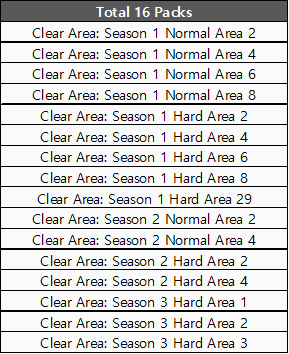 Total 16 Packs
Clear Area: Season 1 Normal Area 2
Clear Area: Season 1 Normal Area 4
Clear Area: Season 1 Normal Area 6
Clear Area: Season 1 Normal Area 8
Clear Area: Season 1 Hard Area 2
Clear Area: Season 1 Hard Area 4
Clear Area: Season 1 Hard Area 6
Clear Area: Season 1 Hard Area 8
Clear Area: Season 1 Hard Area 29
Clear Area: Season 2 Normal Area 2
Clear Area: Season 2 Normal Area 4
Clear Area: Season 2 Hard Area 2
Clear Area: Season 2 Hard Area 4
Clear Area: Season 3 Hard Area 1
Clear Area: Season 3 Hard Area 2
Clear Area: Season 3 Hard Area 3